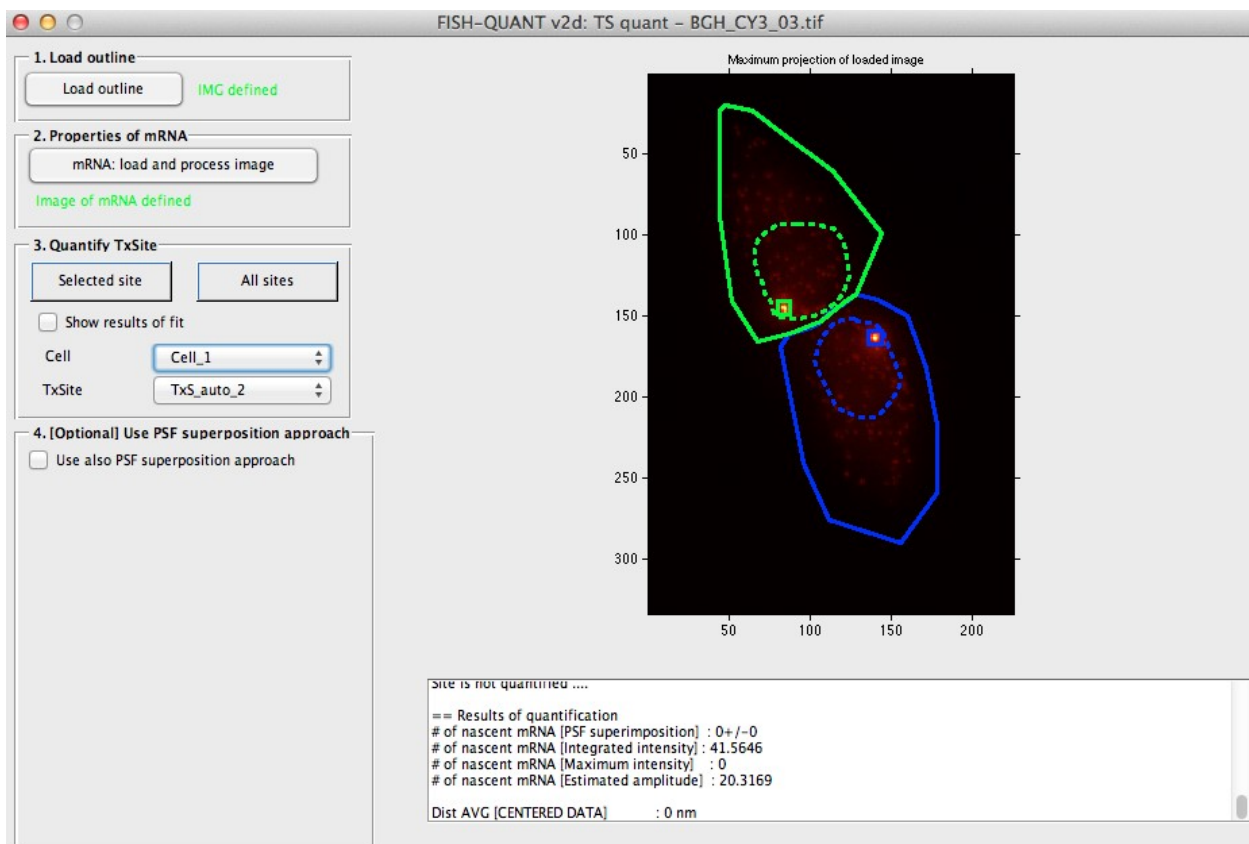 FISH-QUANT v2d: TS quant - BGH_CY3_03.tif
1. Load outline
Load outline
IMG defined
2. Properties of mRNA
mRNA: load and process image
Image of mRNA defined
3. Quantify TxSite
Selected site
All sites
Show results of fit
Cell
Cell_1
TxSite
TxS_auto_2
4. [Optional] Use PSF superposition approach
Use also PSF superposition approach
Maximum projection of loaded image
50
100
150
200
250
300
50 100 150 200
Site is not quantified ....
== Results of quantification
# of nascent mRNA [PSF superimposition] : 0+/-0
# of nascent mRNA [Integrated intensity] : 41.5646
# of nascent mRNA [Maximum intensity] : 0
# of nascent mRNA [Estimated amplitude] : 20.3169
Dist AVG [CENTERED DATA] : 0 nm